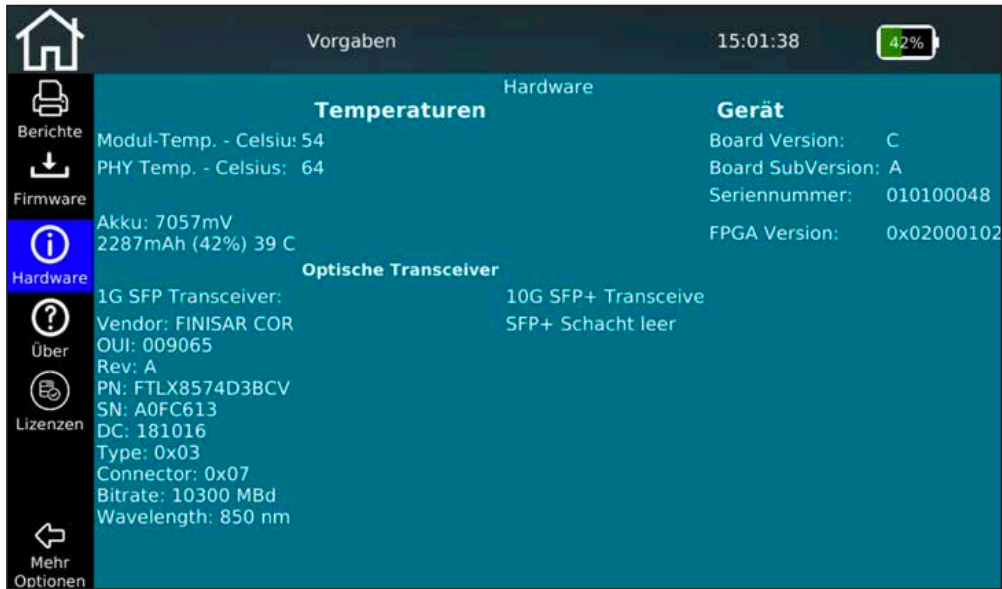 Vorgaben 15:01:38 42%
Hardware
Temperaturen Gerät
Berichte
Modul-Temp. - Celsius: 54 Board Version: C
PHY Temp. - Celsius: 64 Board SubVersion: A
Firmware
Seriennummer: 010100048
Akku: 7057mV
2287mAh (42%) 39 C FPGA Version: 0x02000102
Hardware
Optische Transceiver
1G SFP Transceiver: 10G SFP+ Transceive
Vendor: FINISAR COR SFP+ Schacht leer
Über
OUI: 009065
Rev: A
PN: FTLX8574D3BCV
SN: A0FC613
Lizenzen
DC: 181016
Type: 0x03
Connector: 0x07
Bitrate: 10300 MBd
Wavelength: 850 nm
Mehr
Optionen